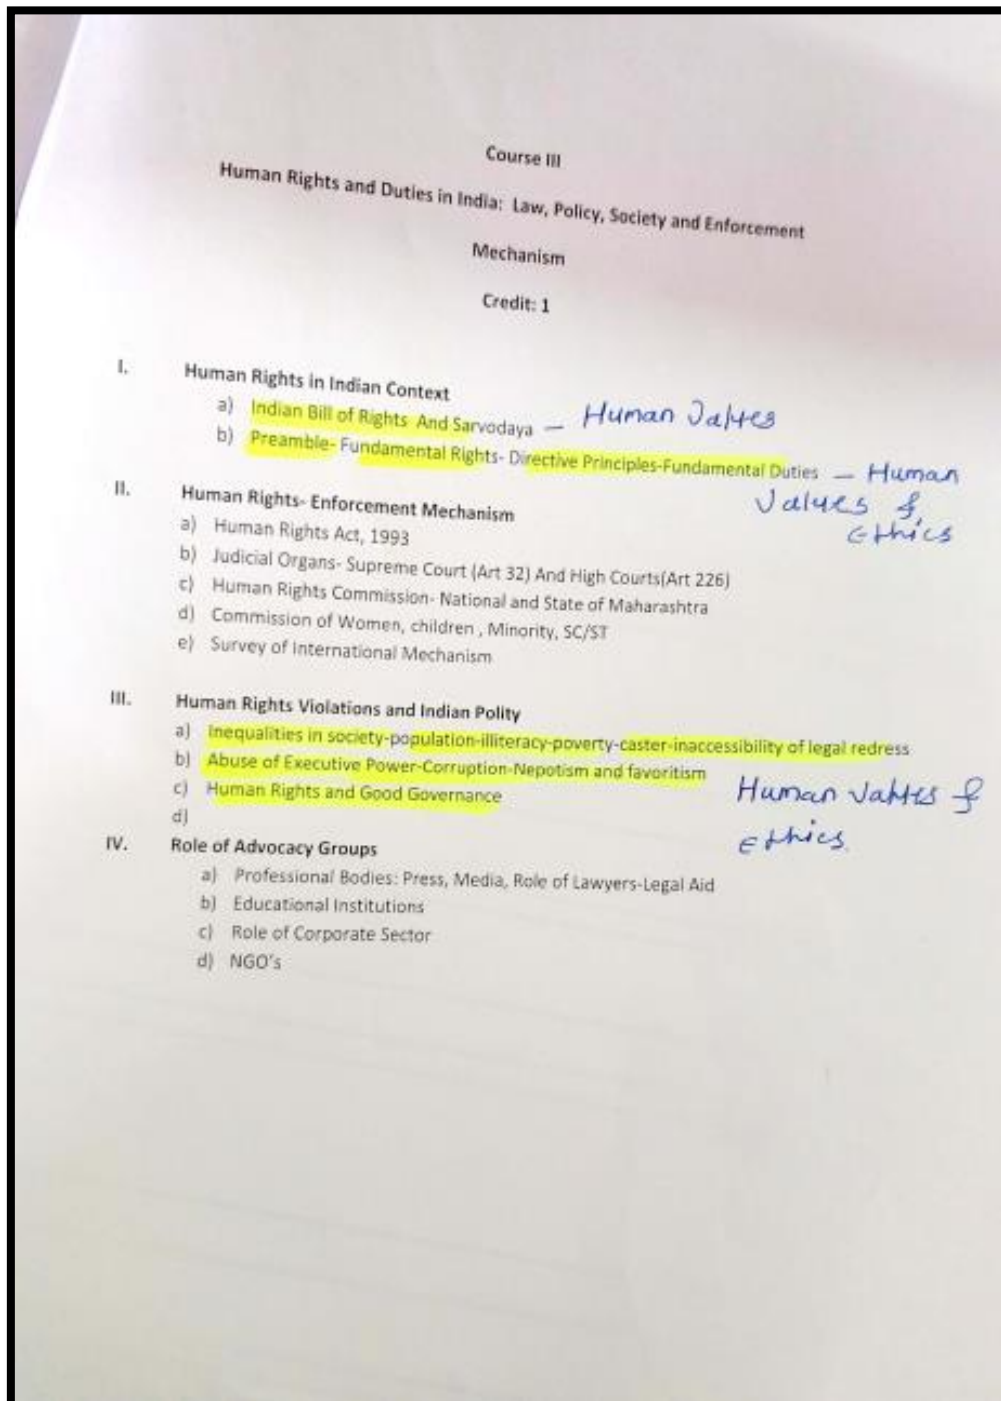 Course III
Human Rights and Duties in India: Law, Policy, Society and Enforcement
Mechanism
Credit: 1
I. Human Rights in Indian Context
a) Indian Bill of Rights And Sarvodaya – Human Values
b) Preamble- Fundamental Rights- Directive Principles-Fundamental Duties – Human
Values &
Ethics
II. Human Rights- Enforcement Mechanism
a) Human Rights Act, 1993
b) Judicial Organs- Supreme Court (Art 32) And High Courts(Art 226)
c) Human Rights Commission- National and State of Maharashtra
d) Commission of Women, children , Minority, SC/ST
e) Survey of International Mechanism
III. Human Rights Violations and Indian Polity
a) Inequalities in society-population-illiteracy-poverty-caster-inaccessibility of legal redress
b) Abuse of Executive Power-Corruption-Nepotism and favoritism
c) Human Rights and Good Governance Human Values &
d) Ethics.
IV. Role of Advocacy Groups
a) Professional Bodies: Press, Media, Role of Lawyers-Legal Aid
b) Educational Institutions
c) Role of Corporate Sector
d) NGO's